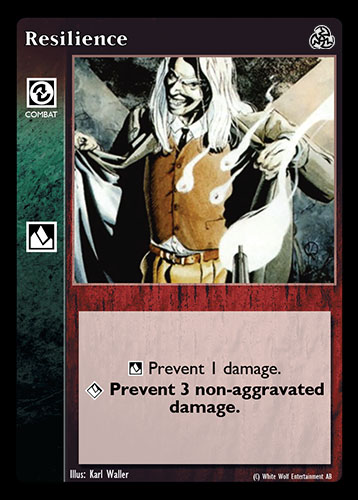 Resilience
COMBAT
Prevent 1 damage.
Prevent 3 non-aggravated
damage.
Illus: Karl Waller
(C) White Wolf Entertainment AB